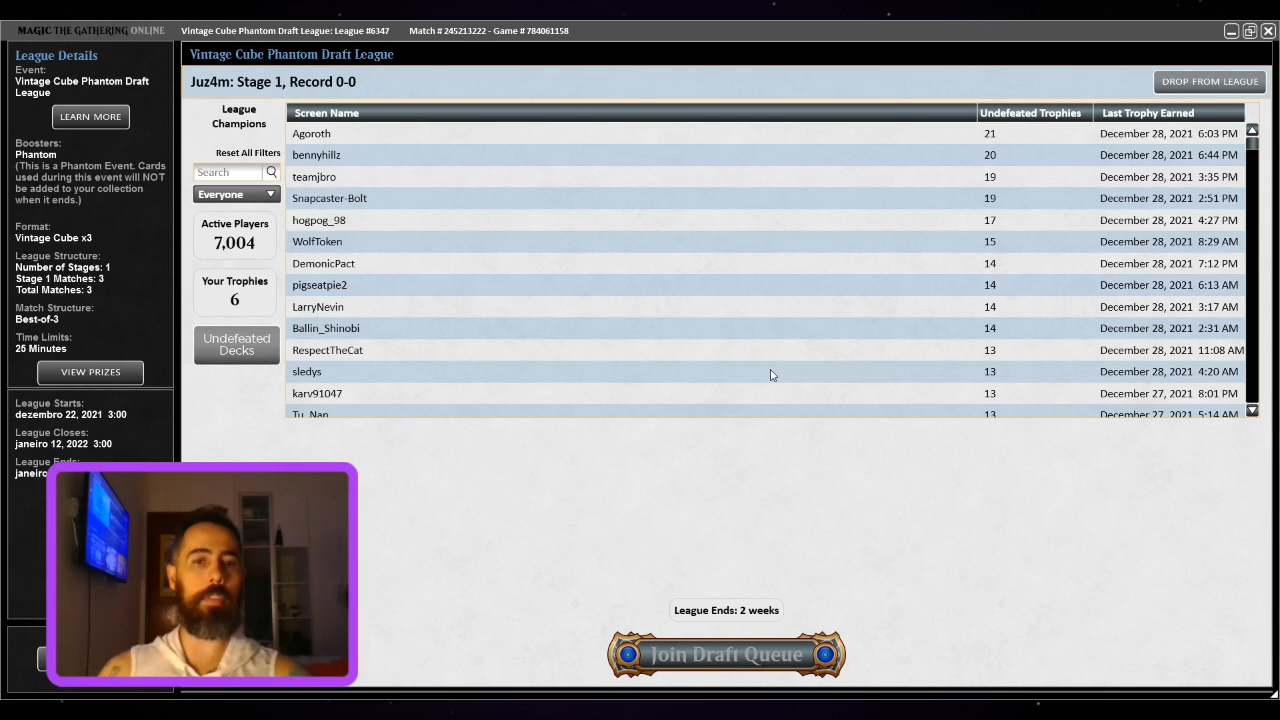 MAGIC THE GATHERING ONLINE
Vintage Cube Phantom Draft League: League #6347
Match # 245213222 - Game # 784061158
League Details
Event:
Vintage Cube Phantom Draft
League
LEARN MORE
Boosters:
Phantom
(This is a Phantom Event. Cards
used during this event will NOT
be added to your collection
when it ends.)
Format:
Vintage Cube x3
League Structure:
Number of Stages: 1
Stage 1 Matches: 3
Total Matches: 3
Match Structure:
Best-of-3
Time Limits:
25 Minutes
VIEW PRIZES
League Starts:
dezembro 22, 2021 3:00
League Closes:
janeiro 12, 2022 3:00
League Ends:
janeiro
Vintage Cube Phantom Draft League
Juz4m: Stage 1, Record 0-0
DROP FROM LEAGUE
League
Champions
Reset All Filters
Search
Everyone
Active Players
7,004
Your Trophies
6
Undefeated
Decks
Screen Name Undefeated Trophies Last Trophy Earned
Agoroth 21 December 28, 2021 6:03 PM
bennyhillz 20 December 28, 2021 6:44 PM
teamjbro 19 December 28, 2021 3:35 PM
Snapcaster-Bolt 19 December 28, 2021 2:51 PM
hogpog_98 17 December 28, 2021 4:27 PM
WolfToken 15 December 28, 2021 8:29 AM
DemonicPact 14 December 28, 2021 7:12 PM
pigseatpie2 14 December 28, 2021 6:13 AM
LarryNevin 14 December 28, 2021 3:17 AM
Ballin_Shinobi 14 December 28, 2021 2:31 AM
RespectTheCat 13 December 28, 2021 11:08 AM
sledys 13 December 28, 2021 4:20 AM
karv91047 13 December 27, 2021 8:01 PM
Tu_Nan 13 December 27, 2021 5:14 AM
League Ends: 2 weeks
Join Draft Queue